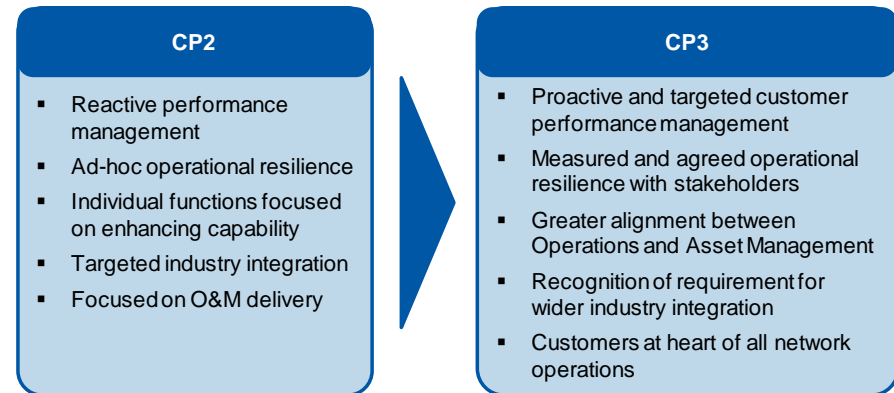 CP2
▪ Reactive performance
management
▪ Ad-hoc operational resilience
▪ Individual functions focused
on enhancing capability
▪ Targeted industry integration
▪ Focused on O&M delivery
CP3
▪ Proactive and targeted customer
performance management
▪ Measured and agreed operational
resilience with stakeholders
▪ Greater alignment between
Operations and Asset Management
▪ Recognition of requirement for
wider industry integration
▪ Customers at heart of all network
operations